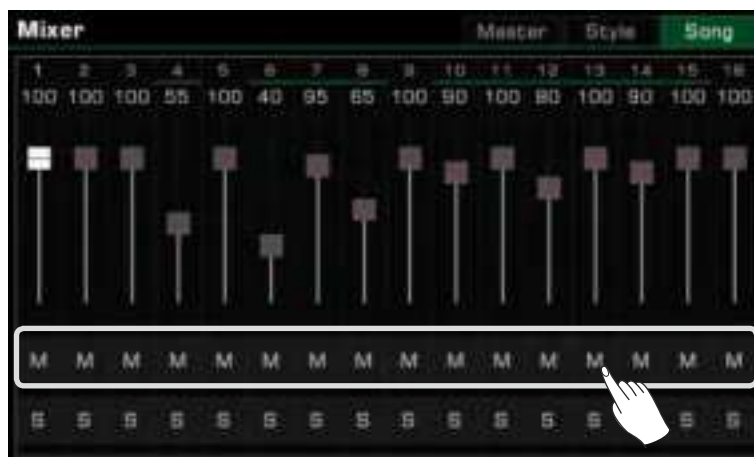 Mixer Master Style Song
1 2 3 4 5 6 7 8 9 10 11 12 13 14 15 16
100 100 100 55 100 40 95 65 100 90 100 80 100 90 100 100
M M M M M M M M M M M M M M M M
S S S S S S S S S S S S S S S